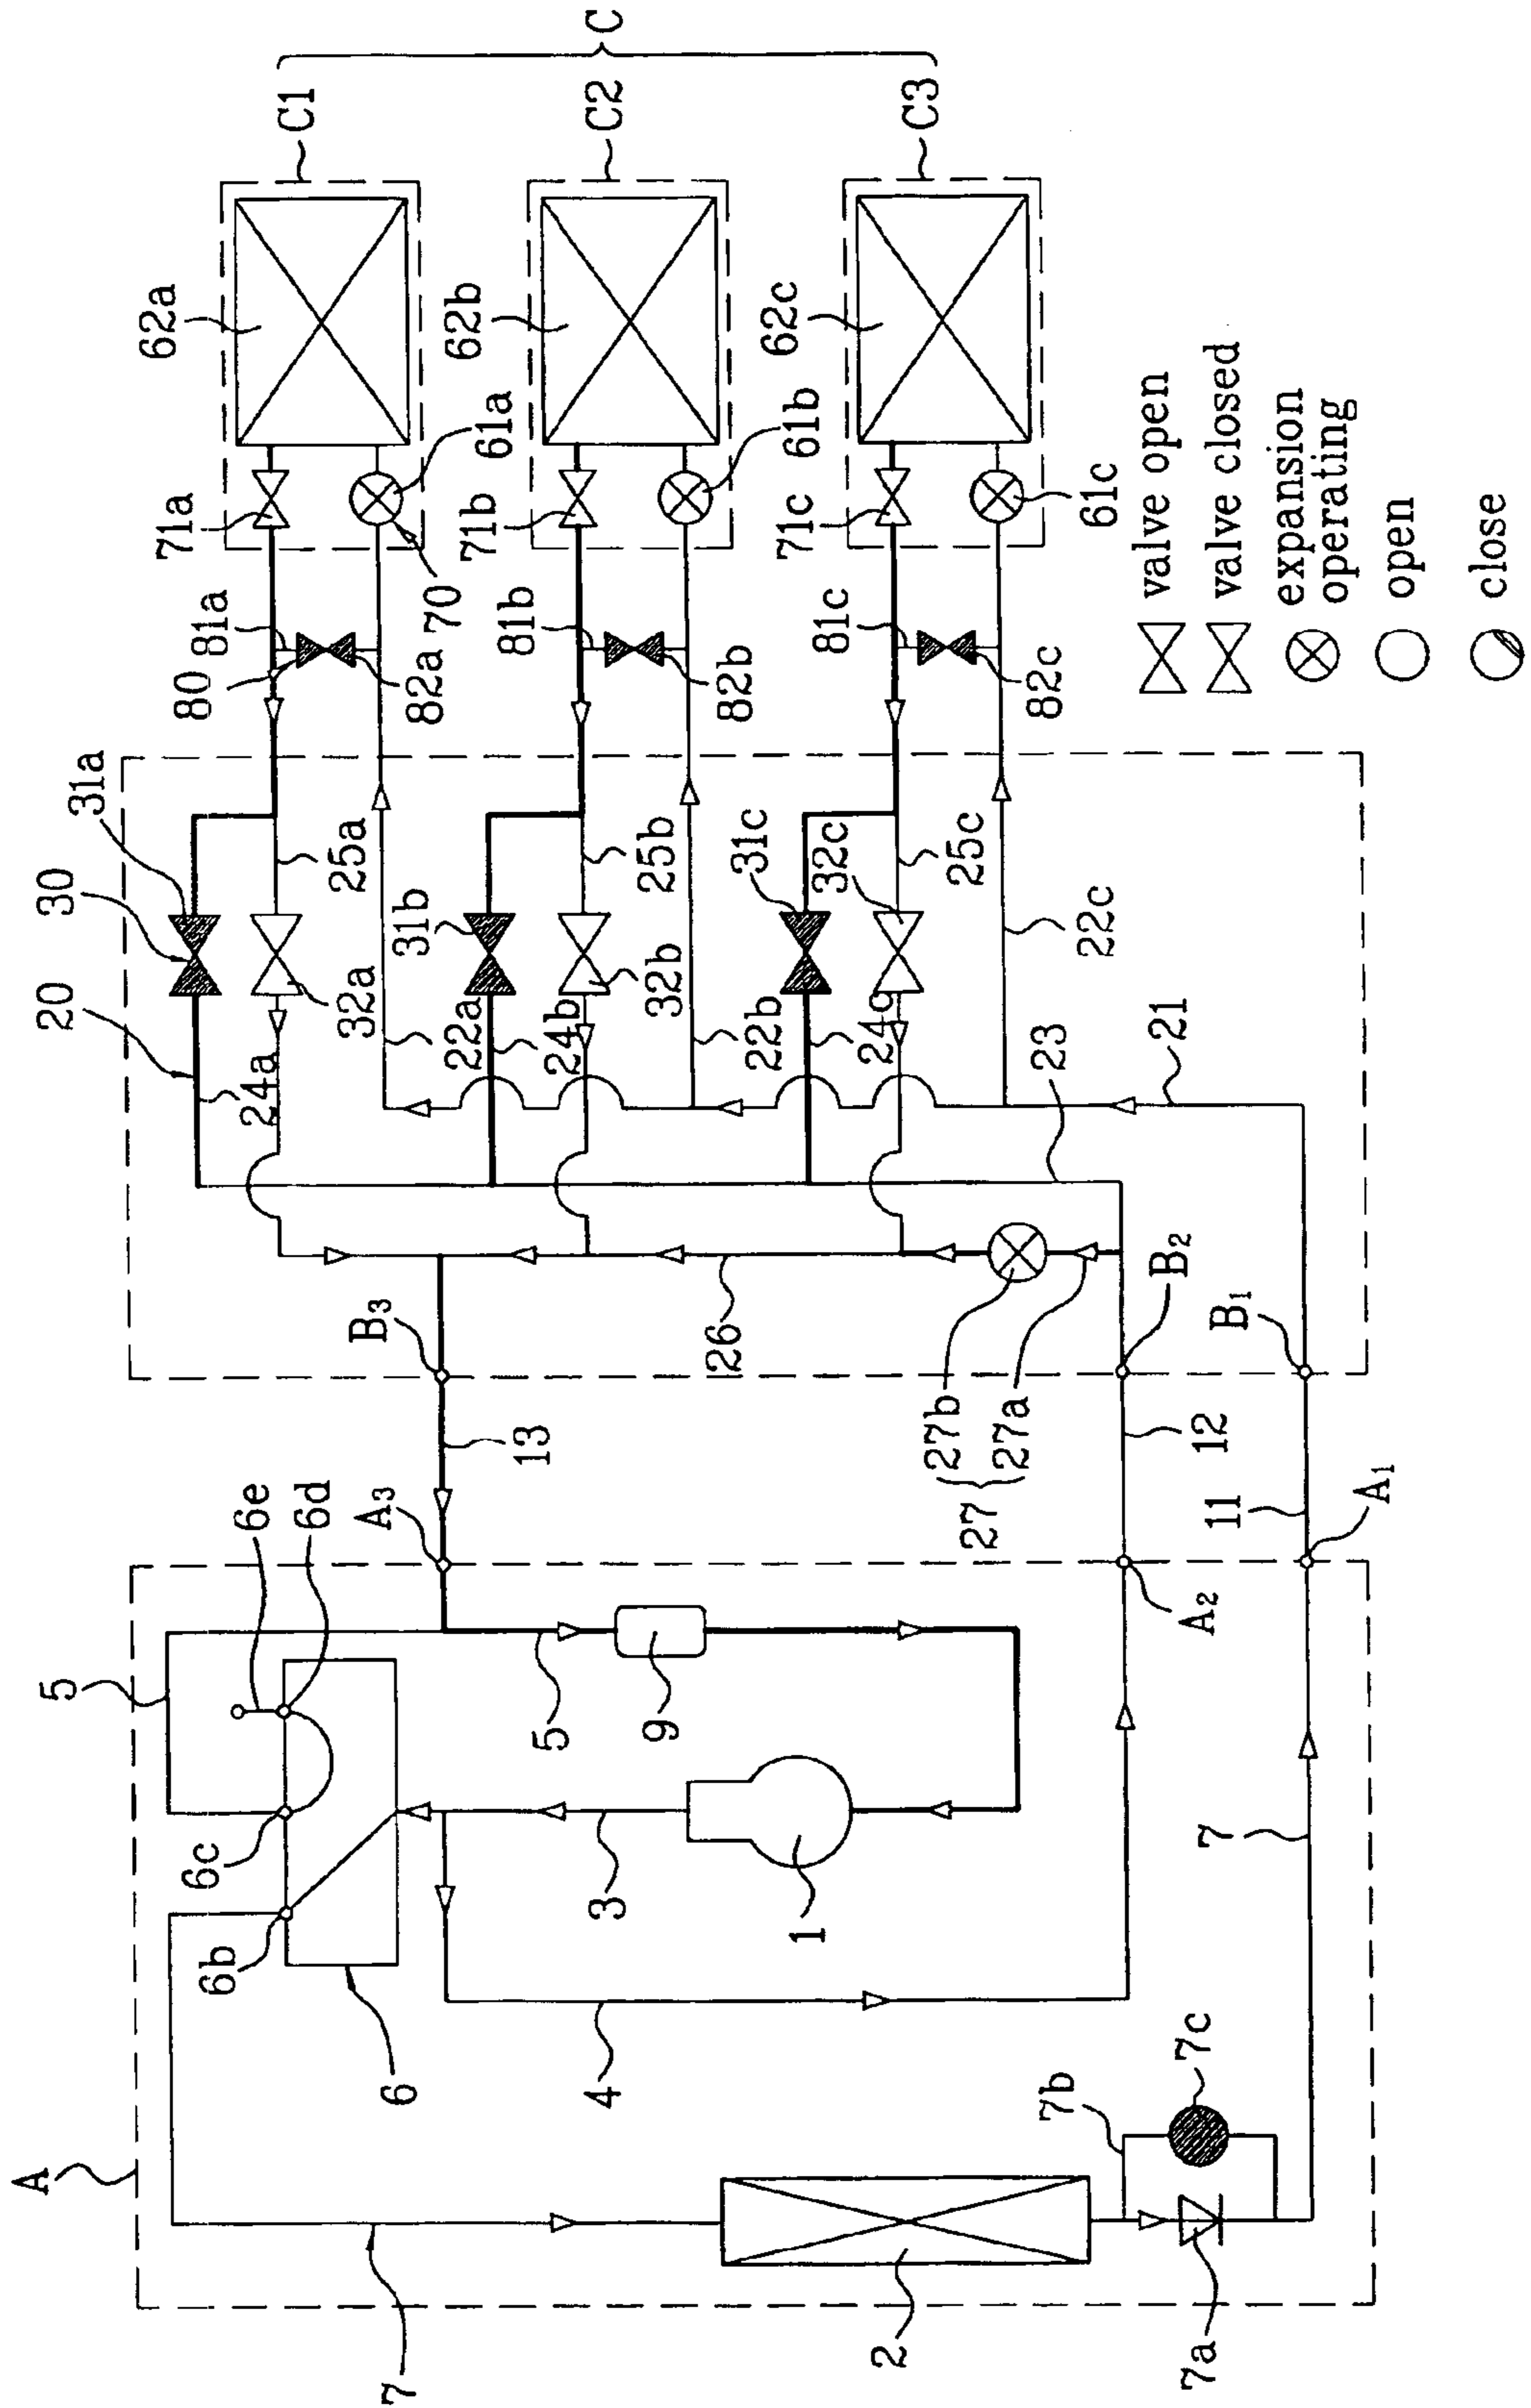 A
5
20
30
31a
62a
71a
6c
80
6b
81a
6e
24a
C1
6d
32a
25a
B3
A3
7
6
31b
82a
70
22a
62b
71b
61a
81b
13
5
24b
4
3
C2
C
9
32b
25b
26
82b
31c
22b
62c
71c
61b
1
32c
81c
24c
2
C3
27b
25c
27
27a
23
82c
7b
22c
61c
valve open
B2
21
7c
A2
7a
12
7
11
B1
valve closed
A1
expansion
operating
open
close